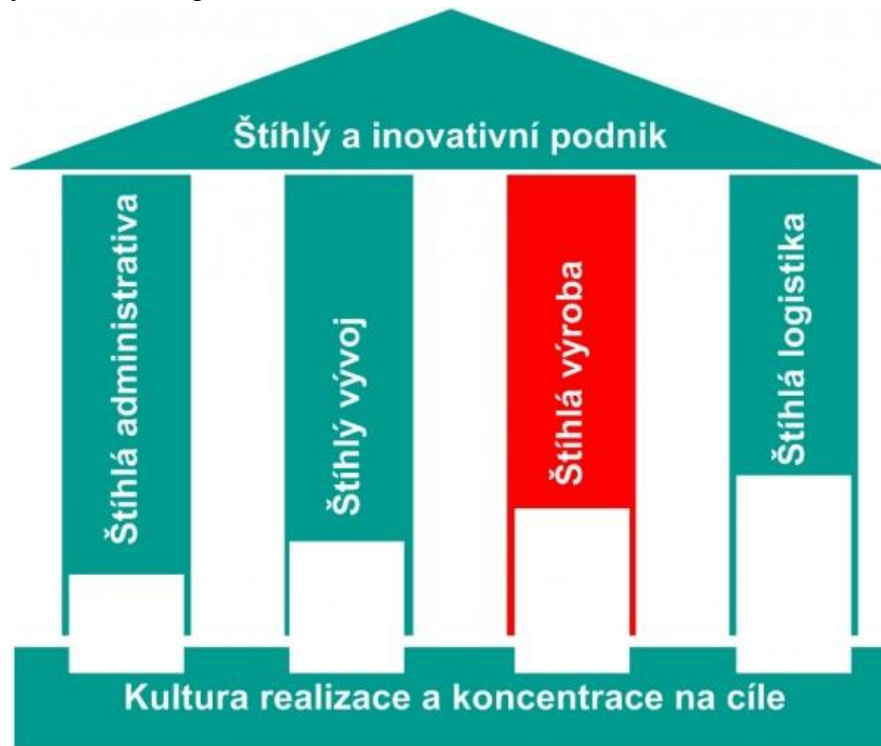 Štíhlý a inovativní podnik
Štíhlá administrativa
Štíhlý vývoj
Štíhlá výroba
Štíhlá logistika
Kultura realizace a koncentrace na cíle